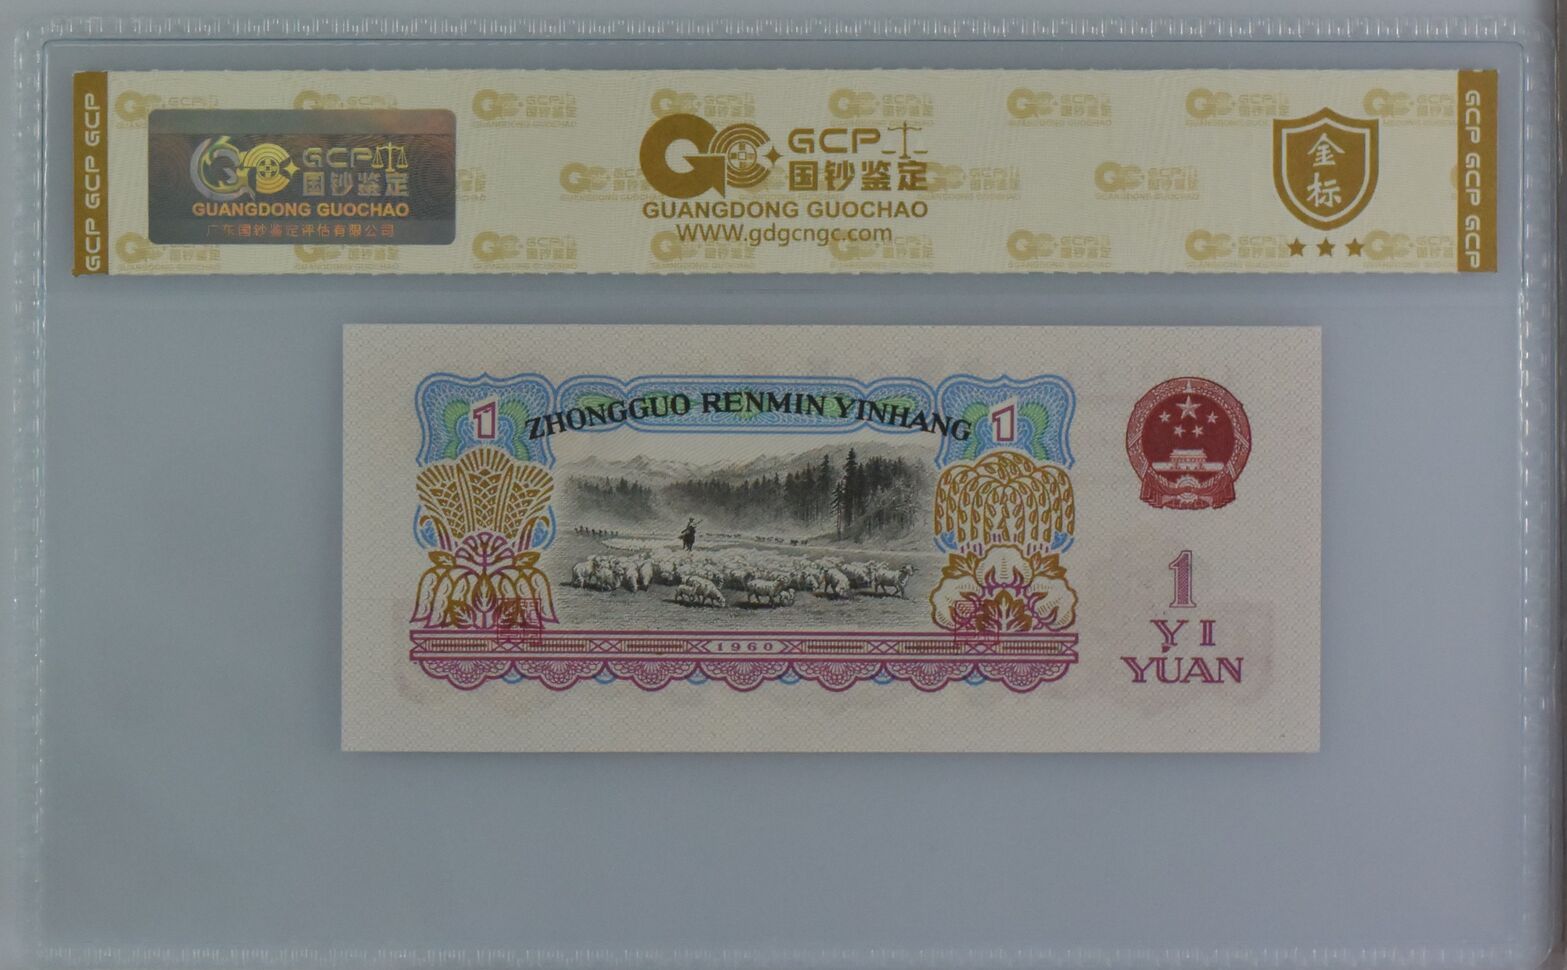 GCP GCP GCP
GCP
国钞鉴定
GUANGDONG GUOCHAO
广东国钞鉴定评估有限公司
GCP
国钞鉴定
GUANGDONG GUOCHAO
WWW.gdgcngc.com
金
标
GCP GCP GCP
ZHONGGUO RENMIN YINHANG
1
1
1960
1
YI
YUAN